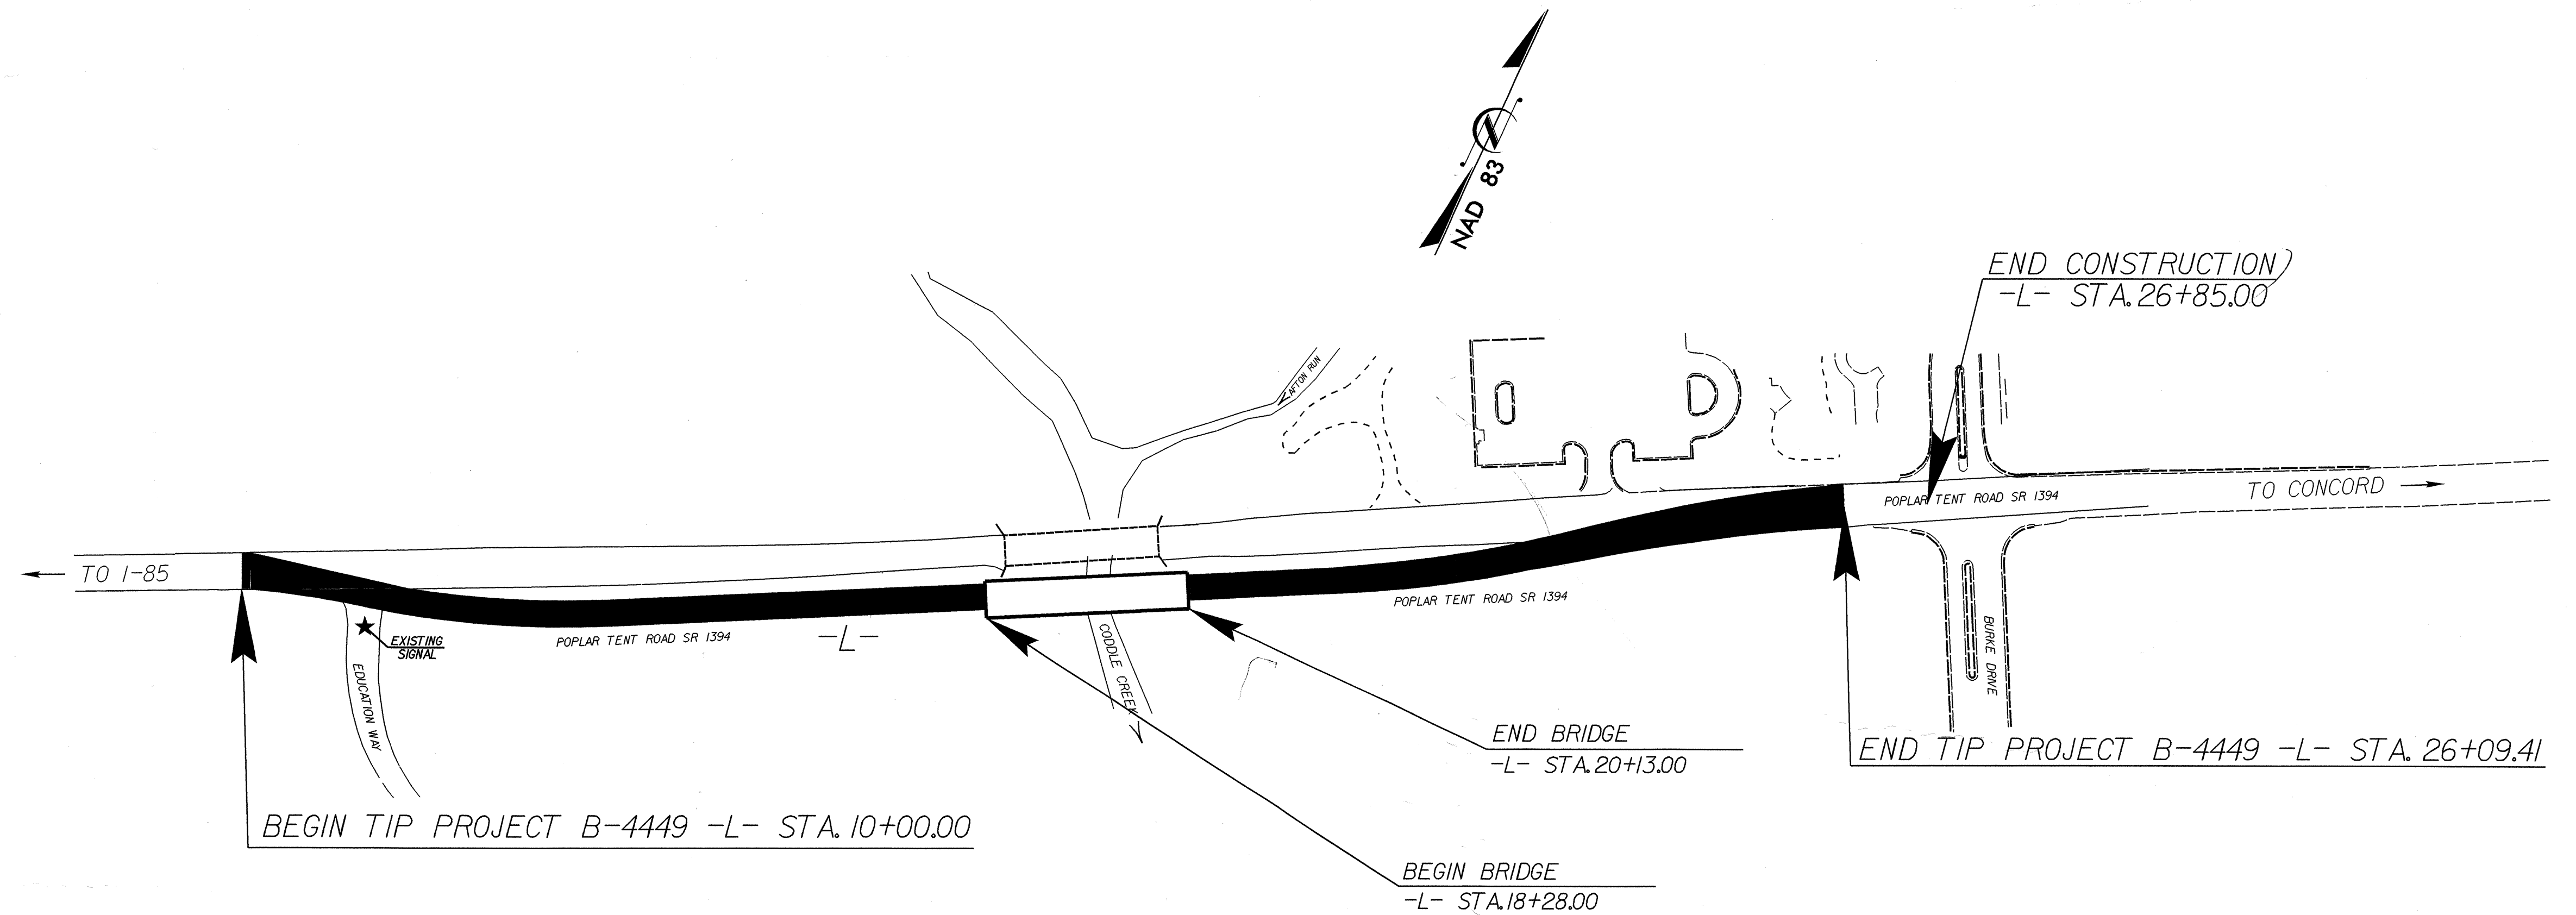 NAD 83
END CONSTRUCTION
-L- STA. 26+85.00
AFTON RUN
POPLAR TENT ROAD SR 1394
TO CONCORD
TO I-85
EXISTING
SIGNAL
EDUCATION WAY
POPLAR TENT ROAD SR 1394
-L-
CODDLE CREEK
POPLAR TENT ROAD SR 1394
BURKE DRIVE
END BRIDGE
-L- STA. 20+13.00
END TIP PROJECT B-4449 -L- STA. 26+09.41
BEGIN TIP PROJECT B-4449 -L- STA. 10+00.00
BEGIN BRIDGE
-L- STA. 18+28.00